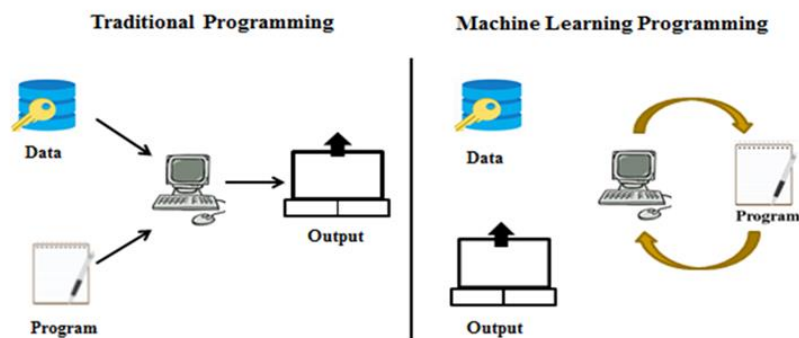 Traditional Programming
Data
Program
Output
Machine Learning Programming
Data
Program
Output